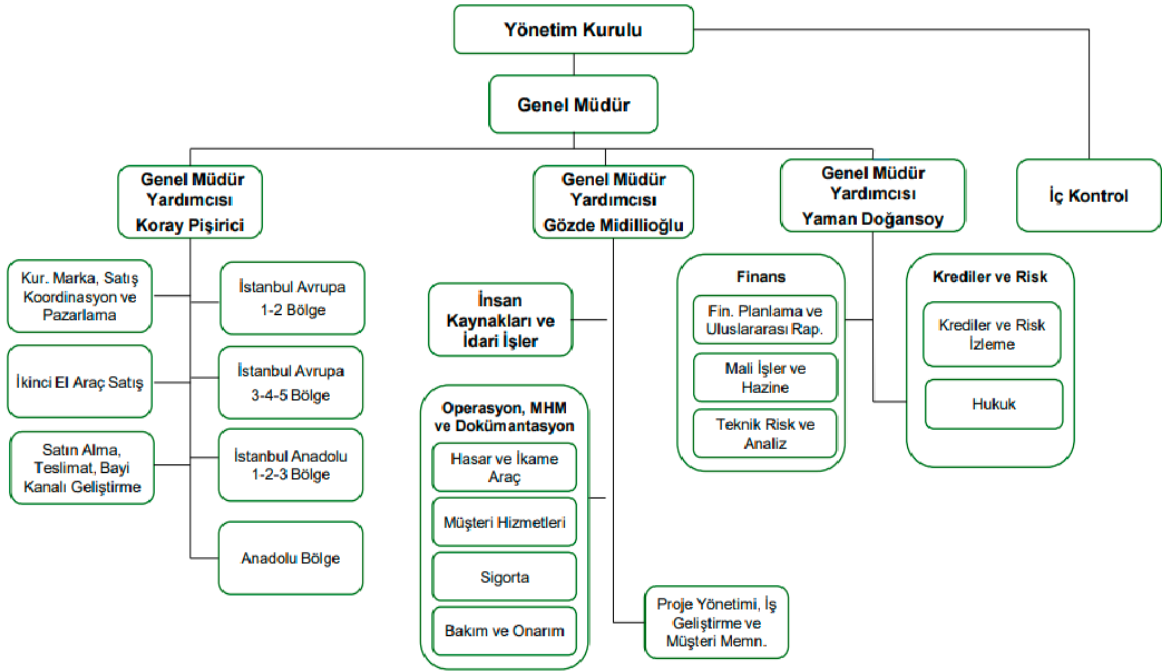 Yönetim Kurulu
Genel Müdür
Genel Müdür
Yardımcısı
Koray Pişirici
Genel Müdür
Yardımcısı
Gözde Midillioğlu
Genel Müdür
Yardımcısı
Yaman Doğansoy
İç Kontrol
Kur. Marka, Satış
Koordinasyon ve
Pazarlama
İstanbul Avrupa
1-2 Bölge
İkinci El Araç Satış
İstanbul Avrupa
3-4-5 Bölge
Satın Alma,
Teslimat, Bayi
Kanalı Geliştirme
İstanbul Anadolu
1-2-3 Bölge
Anadolu Bölge
İnsan
Kaynakları ve
İdari İşler
Operasyon, MHM
ve Dokümantasyon
Hasar ve İkame
Araç
Müşteri Hizmetleri
Sigorta
Bakım ve Onarım
Proje Yönetimi, İş
Geliştirme ve
Müşteri Memn.
Finans
Fin. Planlama ve
Uluslararası Rap.
Mali İşler ve
Hazine
Teknik Risk ve
Analiz
Krediler ve Risk
Krediler ve Risk
İzleme
Hukuk